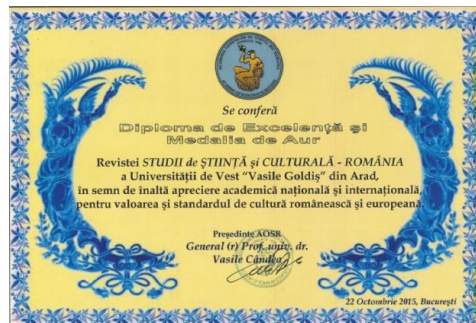 Se conferă
Diploma de Excelență și
Medalia de Aur
Revistei STUDII de ȘTIINȚĂ și CULTURALĂ - ROMÂNIA
a Universității de Vest "Vasile Goldiș" din Arad,
în semn de înaltă apreciere academică națională și internațională,
pentru valoarea și standardul de cultură românească și europeană.
Președinte AOSR
General (r) Prof. univ. dr.
Vasile Cândea
22 Octombrie 2015, București